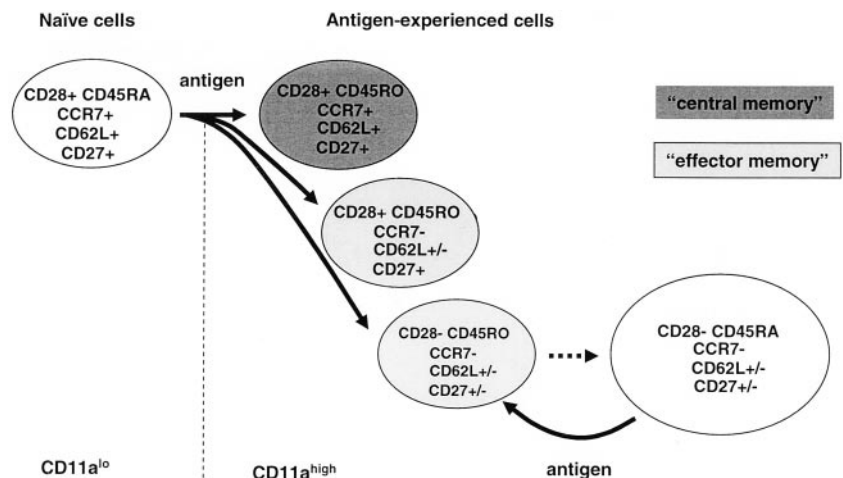 Naïve cells
Antigen-experienced cells
antigen
CD28+ CD45RA
CCR7+
CD62L+
CD27+
CD28+ CD45RO
CCR7+
CD62L+
CD27+
"central memory"
"effector memory"
CD28+ CD45RO
CCR7-
CD62L+/-
CD27+
CD28- CD45RO
CCR7-
CD62L+/-
CD27+/-
CD28- CD45RA
CCR7-
CD62L+/-
CD27+/-
CD11alo
CD11ahigh
antigen